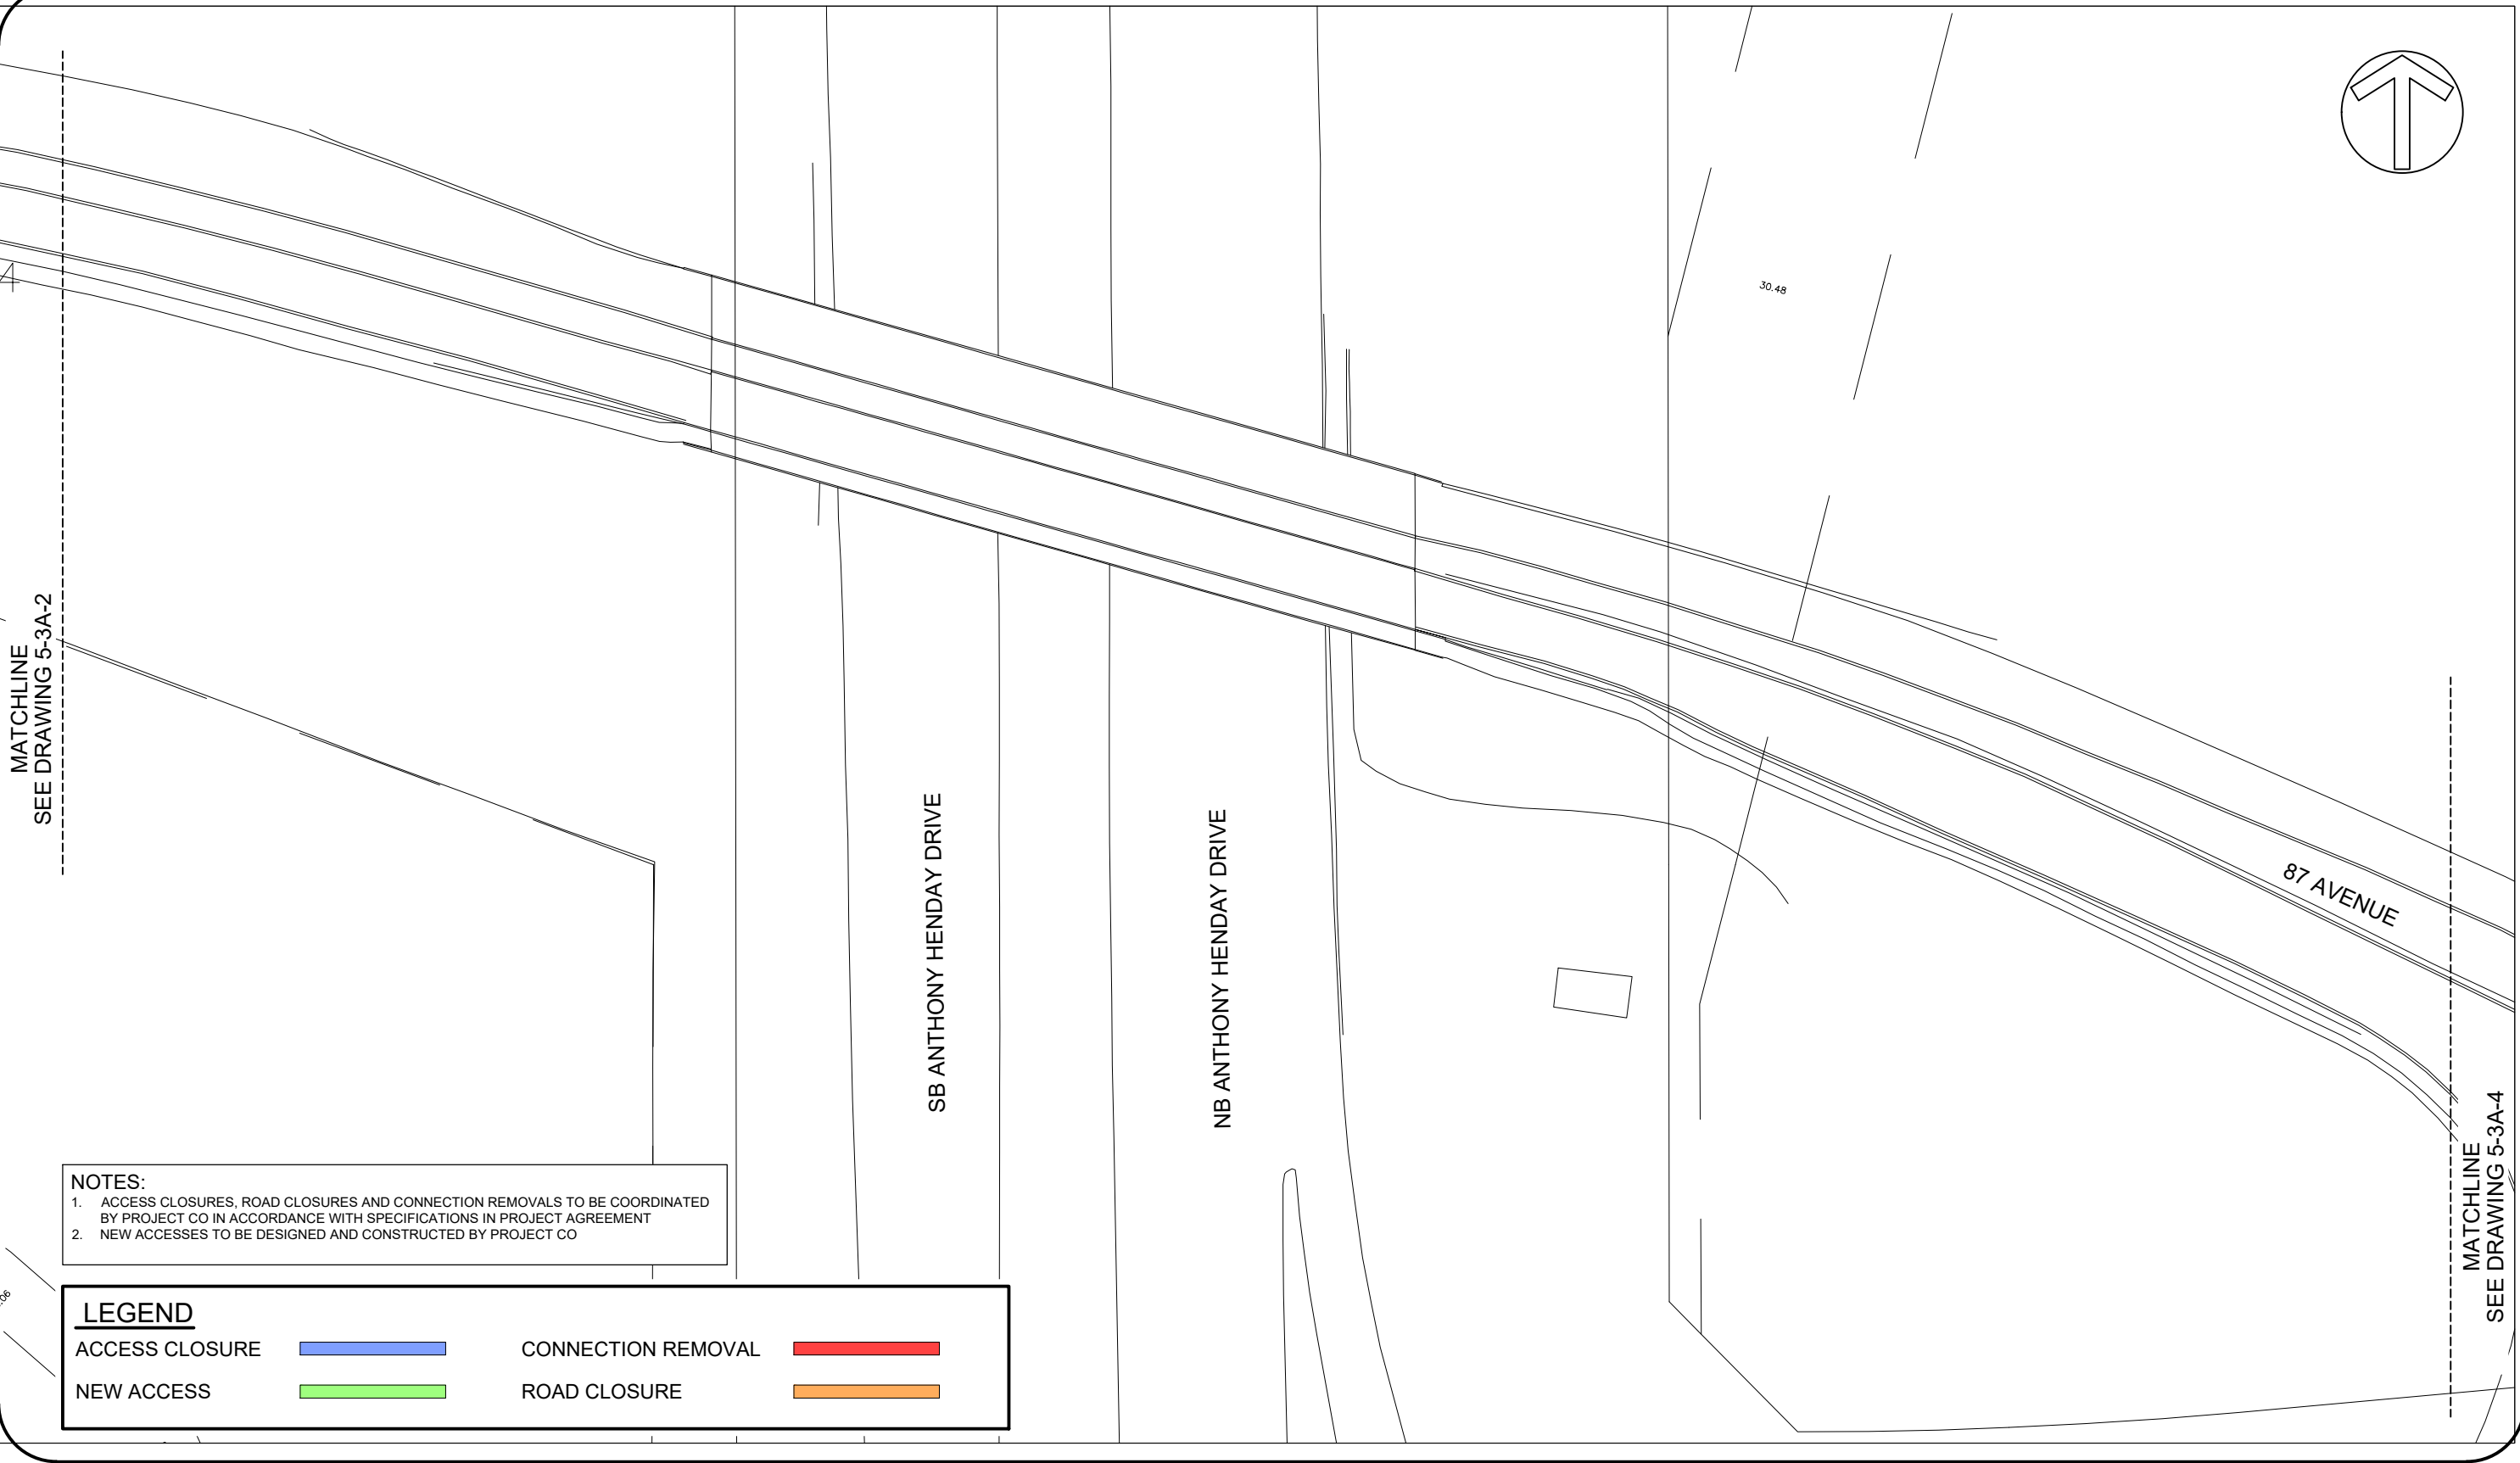 30.48
MATCHLINE
SEE DRAWING 5-3A-2
SB ANTHONY HENDAY DRIVE
NB ANTHONY HENDAY DRIVE
87 AVENUE
MATCHLINE
SEE DRAWING 5-3A-4
NOTES:
1. ACCESS CLOSURES, ROAD CLOSURES AND CONNECTION REMOVALS TO BE COORDINATED
BY PROJECT CO IN ACCORDANCE WITH SPECIFICATIONS IN PROJECT AGREEMENT
2. NEW ACCESSES TO BE DESIGNED AND CONSTRUCTED BY PROJECT CO
LEGEND
ACCESS CLOSURE CONNECTION REMOVAL
NEW ACCESS ROAD CLOSURE